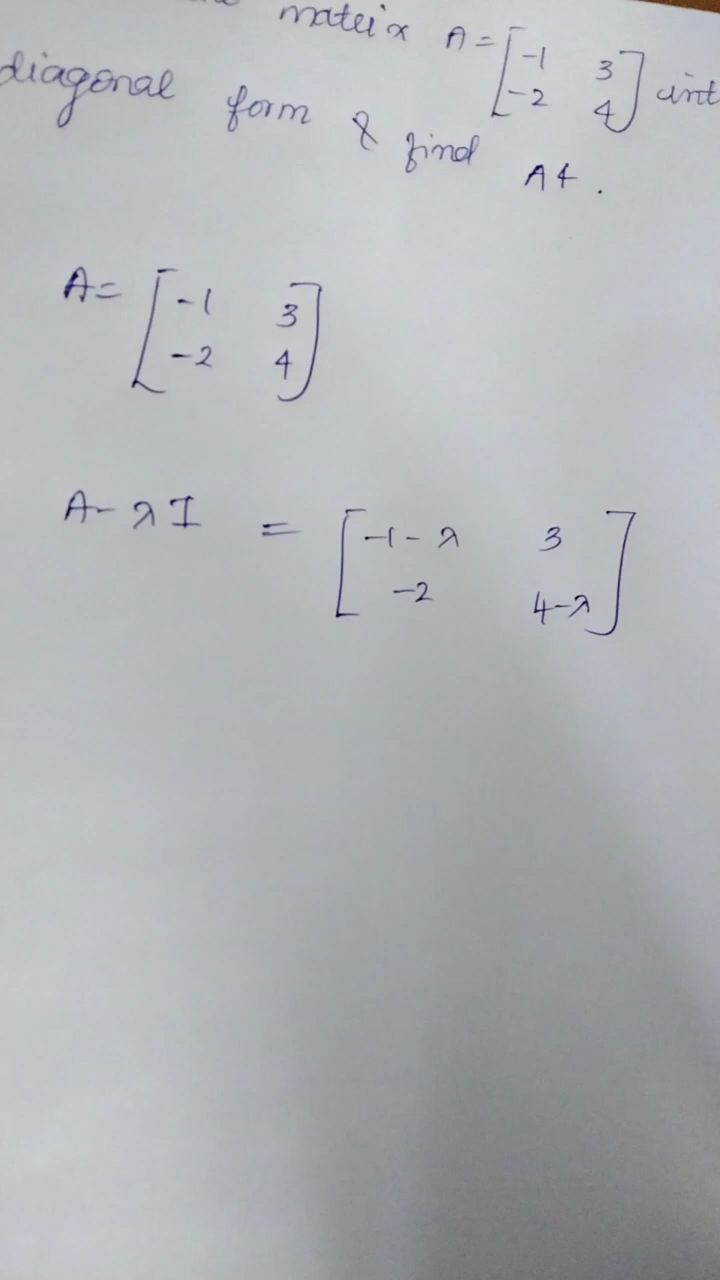 matrix A = [-1 3
-2 4] int
diagonal form & find A4.
A = [-1 3
-2 4]
A - λI = [-1-λ 3
-2 4-λ]